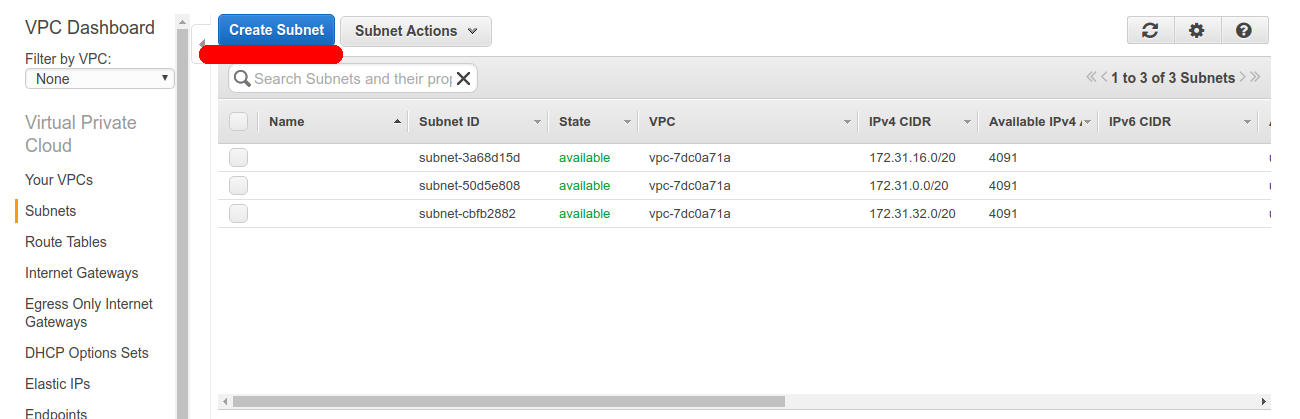 VPC Dashboard
Filter by VPC:
None
Virtual Private
Cloud
Your VPCs
Subnets
Route Tables
Internet Gateways
Egress Only Internet
Gateways
DHCP Options Sets
Elastic IPs
Endpoints
Create Subnet Subnet Actions
Search Subnets and their prop
1 to 3 of 3 Subnets
Name Subnet ID State VPC IPv4 CIDR Available IPv4 IPv6 CIDR
subnet-3a68d15d available vpc-7dc0a71a 172.31.16.0/20 4091
subnet-50d5e808 available vpc-7dc0a71a 172.31.0.0/20 4091
subnet-cbfb2882 available vpc-7dc0a71a 172.31.32.0/20 4091